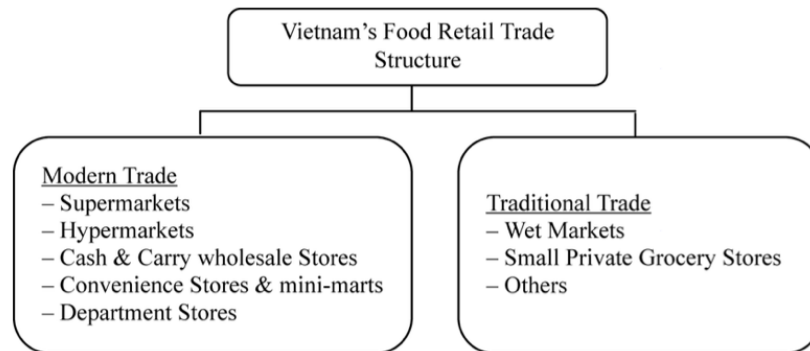 Vietnam’s Food Retail Trade
Structure
Modern Trade
– Supermarkets
– Hypermarkets
– Cash & Carry wholesale Stores
– Convenience Stores & mini-marts
– Department Stores
Traditional Trade
– Wet Markets
– Small Private Grocery Stores
– Others